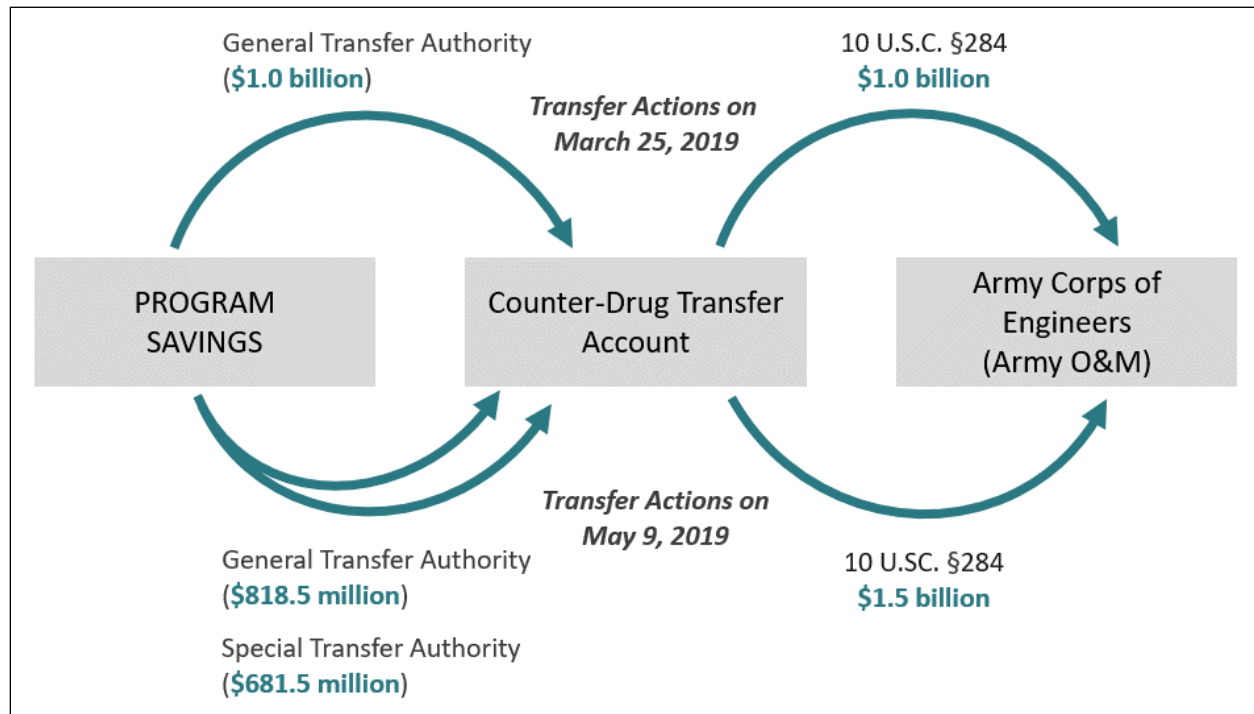 General Transfer Authority
($1.0 billion)
10 U.S.C. §284
$1.0 billion
Transfer Actions on
March 25, 2019
PROGRAM
SAVINGS
Counter-Drug Transfer
Account
Army Corps of
Engineers
(Army O&M)
Transfer Actions on
May 9, 2019
General Transfer Authority
($818.5 million)
Special Transfer Authority
($681.5 million)
10 U.SC. §284
$1.5 billion